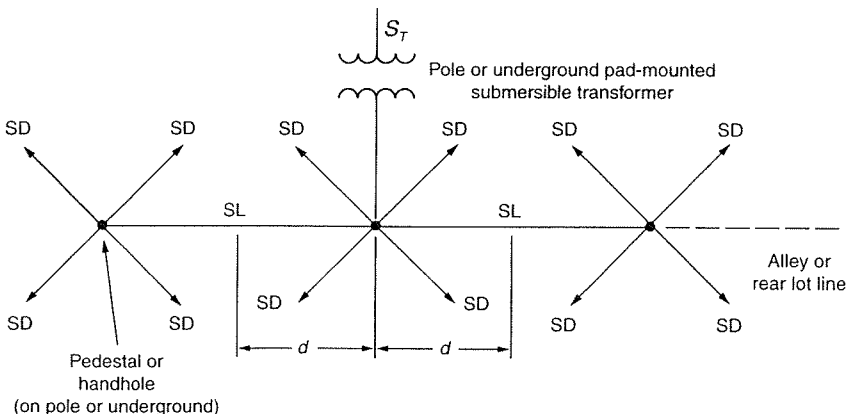 S_T
Pole or underground pad-mounted
submersible transformer
SD
SD
SD
SD
SD
SD
SL
SL
Alley or
rear lot line
SD
SD
SD
SD
SD
SD
d
d
Pedestal or
handhole
(on pole or underground)